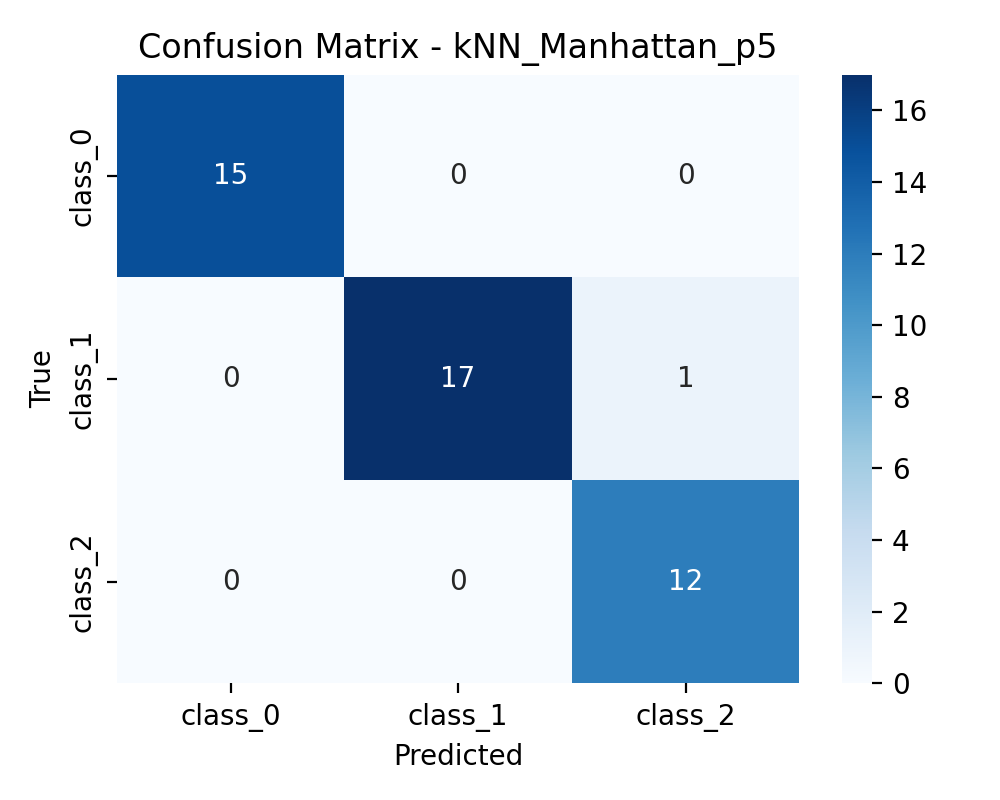 Confusion Matrix - kNN_Manhattan_p5
True
class_0
15 0 0
class_1
0 17 1
class_2
0 0 12
class_0 class_1 class_2
Predicted
16
14
12
10
8
6
4
2
0